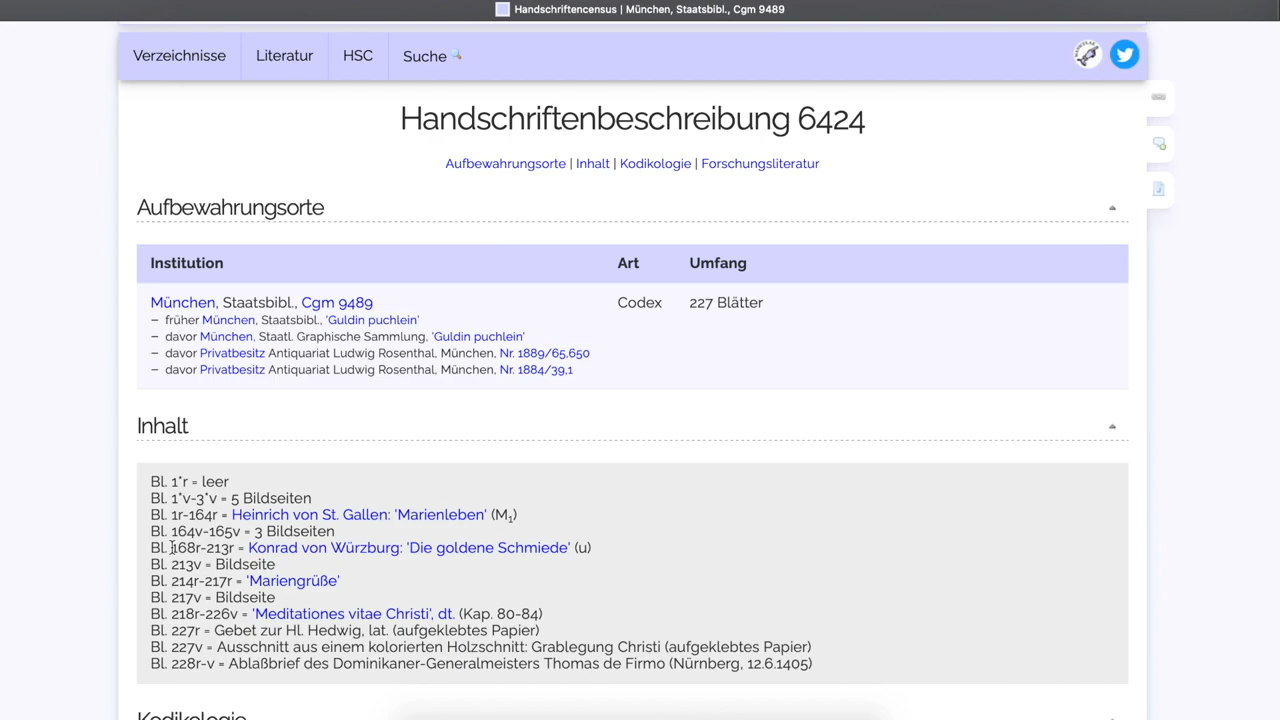 Handschriftencensus | München, Staatsbibl., Cgm 9489
Verzeichnisse Literatur HSC Suche
Handschriftenbeschreibung 6424
Aufbewahrungsorte | Inhalt | Kodikologie | Forschungsliteratur
Aufbewahrungsorte
Institution Art Umfang
München, Staatsbibl., Cgm 9489 Codex 227 Blätter
– früher München, Staatsbibl., 'Guldin puchlein'
– davor München, Staatl. Graphische Sammlung, 'Guldin puchlein'
– davor Privatbesitz Antiquariat Ludwig Rosenthal, München, Nr. 1889/65,650
– davor Privatbesitz Antiquariat Ludwig Rosenthal, München, Nr. 1884/39,1
Inhalt
Bl. 1*r = leer
Bl. 1*v-3*v = 5 Bildseiten
Bl. 1r-164r = Heinrich von St. Gallen: 'Marienleben' (M1)
Bl. 164v-165v = 3 Bildseiten
Bl. 168r-213r = Konrad von Würzburg: 'Die goldene Schmiede' (u)
Bl. 213v = Bildseite
Bl. 214r-217r = 'Mariengrüße'
Bl. 217v = Bildseite
Bl. 218r-226v = 'Meditationes vitae Christi', dt. (Kap. 80-84)
Bl. 227r = Gebet zur Hl. Hedwig, lat. (aufgeklebtes Papier)
Bl. 227v = Ausschnitt aus einem kolorierten Holzschnitt: Grablegung Christi (aufgeklebtes Papier)
Bl. 228r-v = Ablaßbrief des Dominikaner-Generalmeisters Thomas de Firmo (Nürnberg, 12.6.1405)
Kodikologie